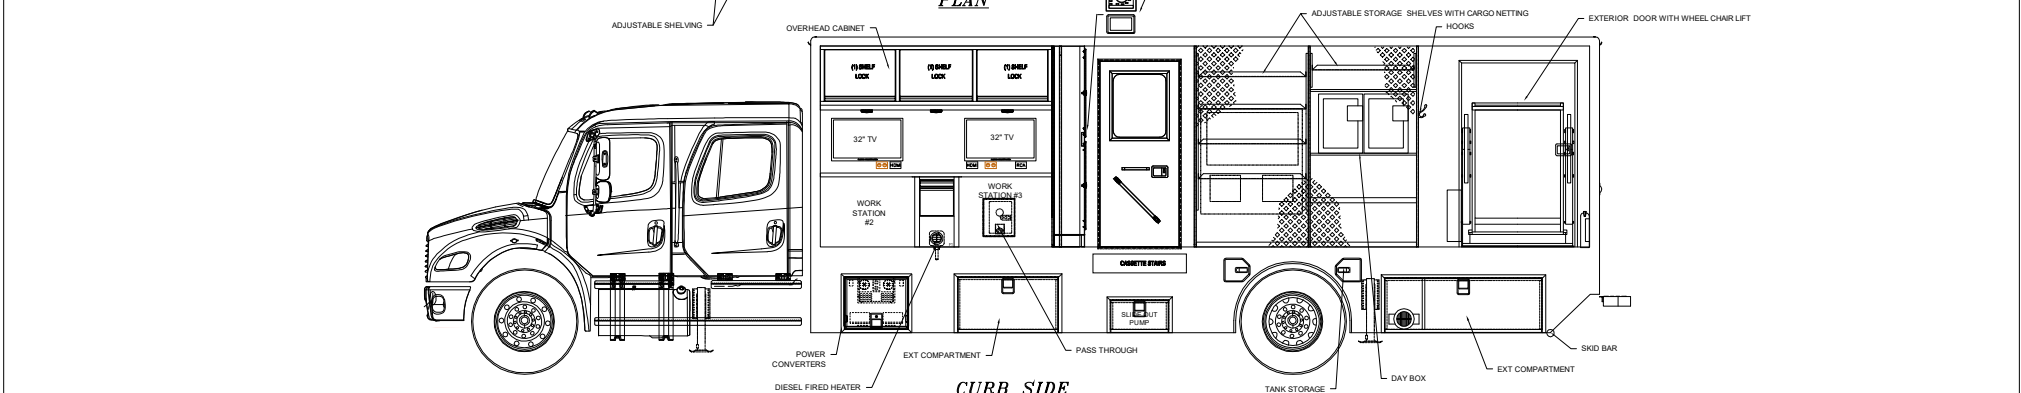 PLAN
ADJUSTABLE SHELVING
OVERHEAD CABINET
ADJUSTABLE STORAGE SHELVES WITH CARGO NETTING
HOOKS
EXTERIOR DOOR WITH WHEEL CHAIR LIFT
(1) SHELF
LOCK
(1) SHELF
LOCK
(1) SHELF
LOCK
32" TV
32" TV
HDMI
HDMI
RCA
WORK
STATION
#2
WORK
STATION #3
CASSETTE STAIRS
SLIDE OUT
PUMP
POWER
CONVERTERS
EXT COMPARTMENT
PASS THROUGH
SKID BAR
EXT COMPARTMENT
DAY BOX
DIESEL FIRED HEATER
TANK STORAGE
CURB SIDE